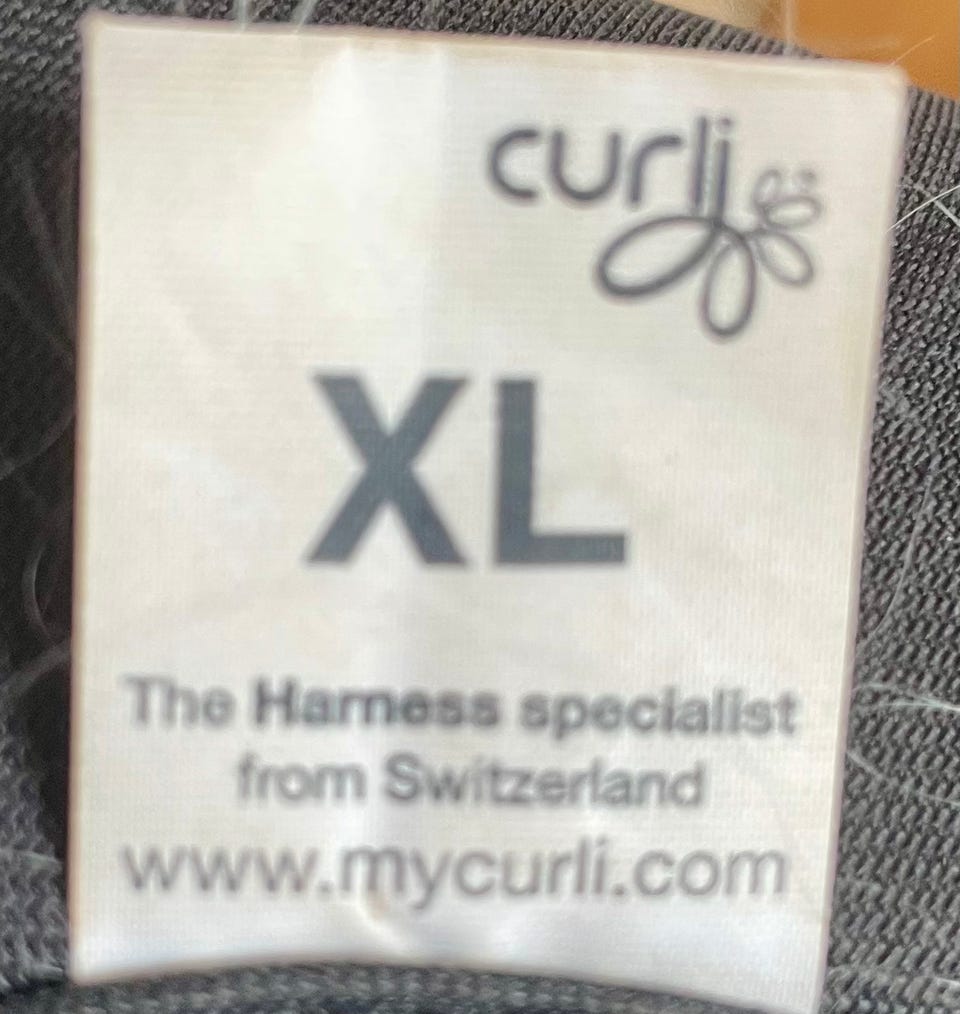 curli
XL
The Harness specialist
from Switzerland
www.mycurli.com